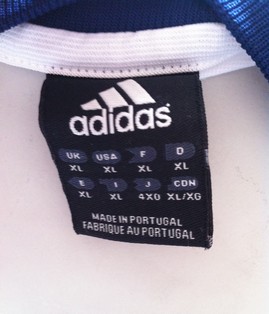 adidas
UK USA F D
XL XL XL XL
E I J CDN
XL XL 4XO XL/XG
MADE IN PORTUGAL
FABRIQUE AU PORTUGAL